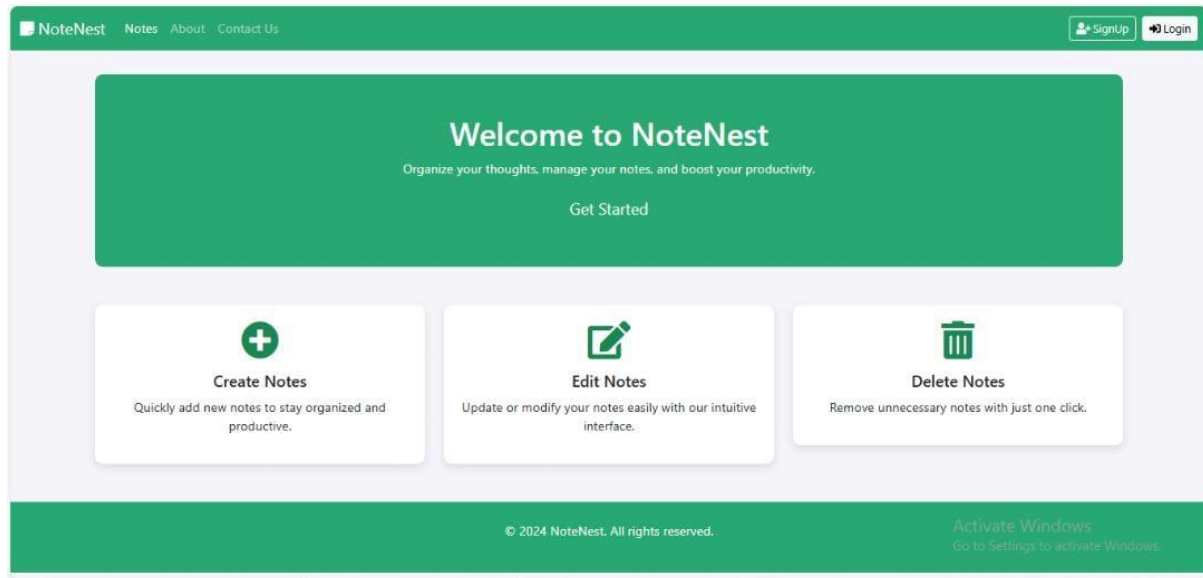 NoteNest Notes About Contact Us SignUp Login
Welcome to NoteNest
Organize your thoughts, manage your notes, and boost your productivity.
Get Started
Create Notes
Quickly add new notes to stay organized and
productive.
Edit Notes
Update or modify your notes easily with our intuitive
interface.
Delete Notes
Remove unnecessary notes with just one click.
© 2024 NoteNest. All rights reserved.
Activate Windows
Go to Settings to activate Windows.